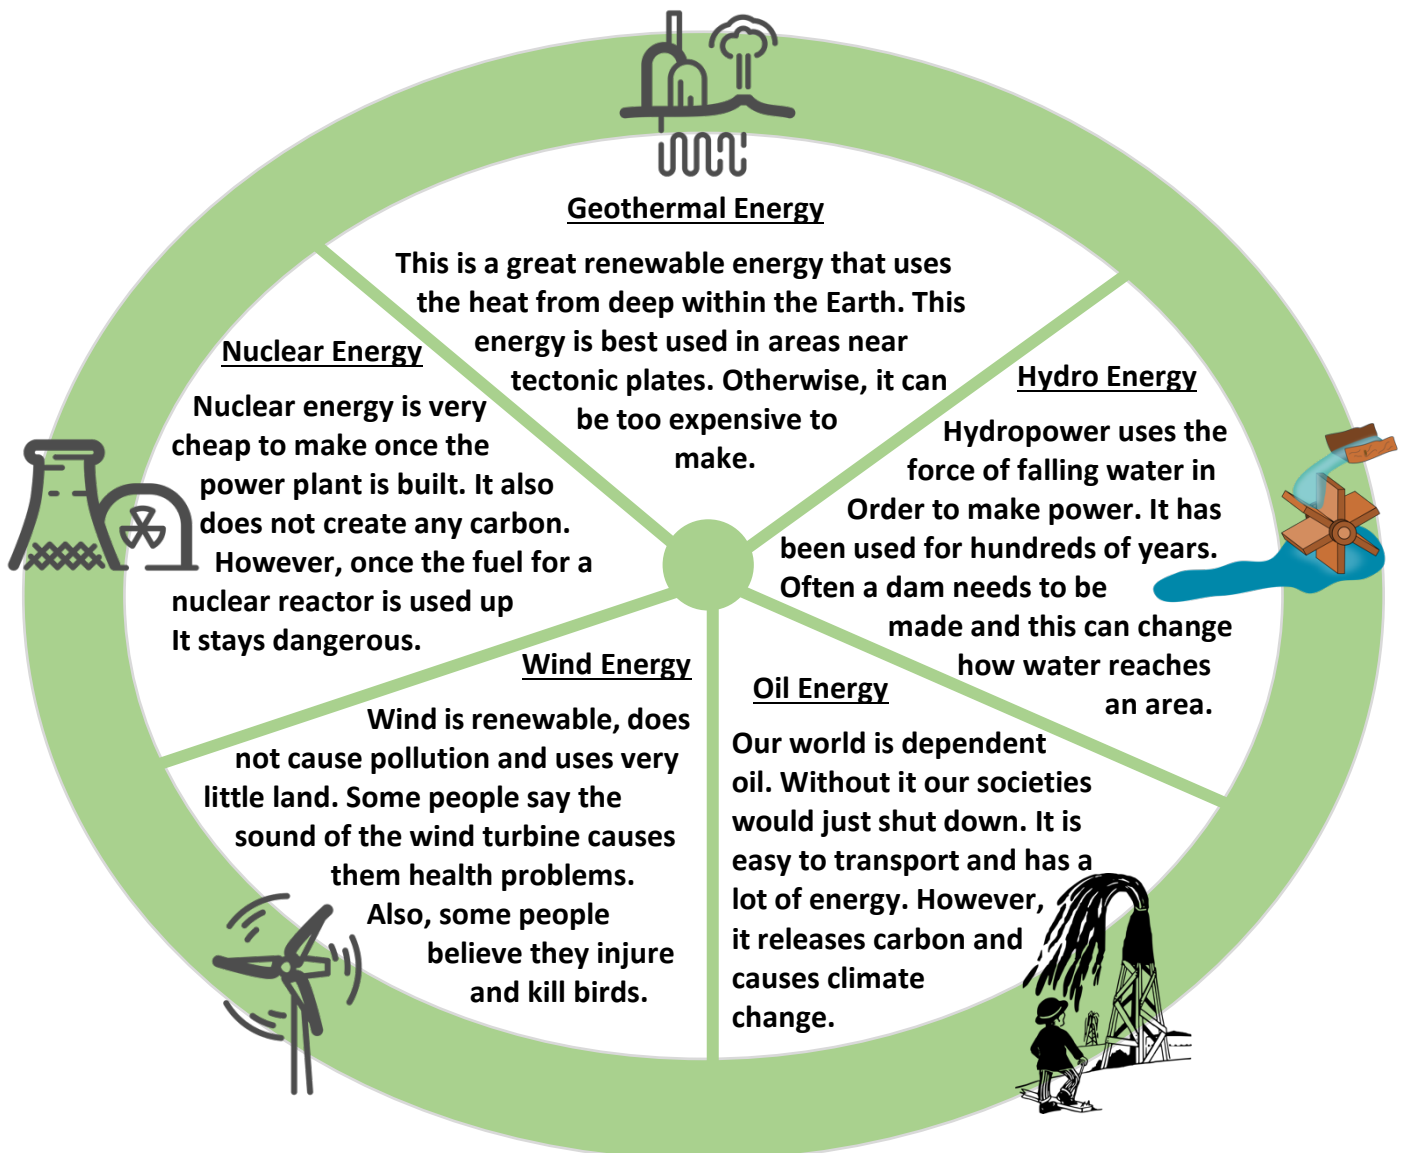 Geothermal Energy
This is a great renewable energy that uses
the heat from deep within the Earth. This
energy is best used in areas near
tectonic plates. Otherwise, it can
be too expensive to
make.
Nuclear Energy
Nuclear energy is very
cheap to make once the
power plant is built. It also
does not create any carbon.
However, once the fuel for a
nuclear reactor is used up
It stays dangerous.
Hydro Energy
Hydropower uses the
force of falling water in
Order to make power. It has
been used for hundreds of years.
Often a dam needs to be
made and this can change
how water reaches
an area.
Wind Energy
Wind is renewable, does
not cause pollution and uses very
little land. Some people say the
sound of the wind turbine causes
them health problems.
Also, some people
believe they injure
and kill birds.
Oil Energy
Our world is dependent
oil. Without it our societies
would just shut down. It is
easy to transport and has a
lot of energy. However,
it releases carbon and
causes climate
change.